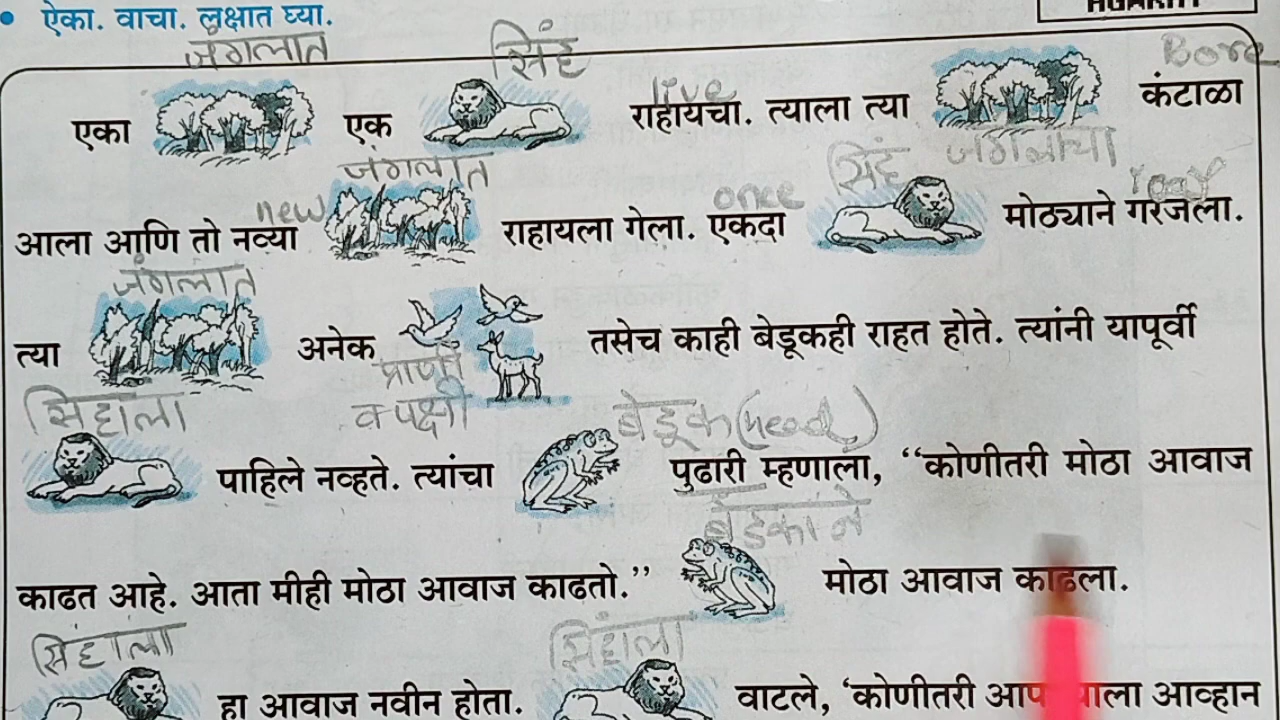 • ऐका. वाचा. लक्षात घ्या.
जंगलात सिंह Bore
एका एक राहायचा. त्याला त्या कंटाळा
live
जंगलात सिंह जंगलाचा
new once roar
आला आणि तो नव्या राहायला गेला. एकदा मोठ्याने गरजला.
जंगलात
त्या अनेक तसेच काही बेडूकही राहत होते. त्यांनी यापूर्वी
प्राणी
सिंहाला व पक्षी बेडूक (head)
पाहिले नव्हते. त्यांचा पुढारी म्हणाला, “कोणीतरी मोठा आवाज
बेडकाने
काढत आहे. आता मीही मोठा आवाज काढतो.” मोठा आवाज काढला.
सिंहाला सिंहाला
हा आवाज नवीन होता. वाटले, ‘कोणीतरी आव्हान